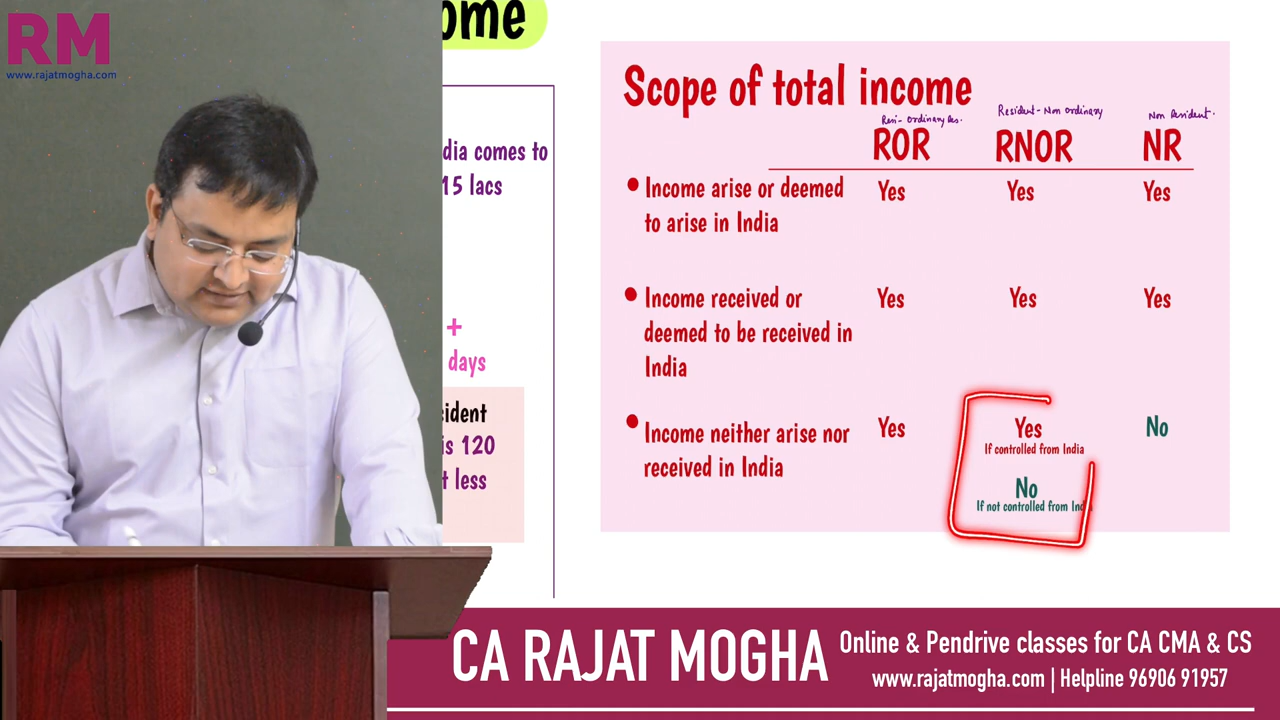 RM
www.rajatmogha.com
ome
dia comes to
15 lacs
+
days
ident
is 120
t less
Scope of total income
Resi- Ordinary Res.
Resident - Non Ordinary
Non Resident.
ROR RNOR NR
• Income arise or deemed Yes Yes Yes
to arise in India
• Income received or Yes Yes Yes
deemed to be received in
India
• Income neither arise nor Yes Yes No
If controlled from India
received in India
No
If not controlled from Ind
CA RAJAT MOGHA
Online & Pendrive classes for CA CMA & CS
www.rajatmogha.com | Helpline 96906 91957